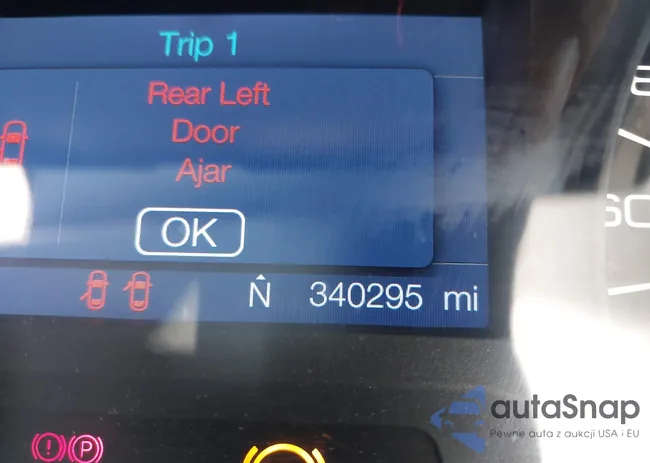 Trip 1
Rear Left
Door
Ajar
OK
N 340295 mi
P
autaSnap
Pewne auta z aukcji USA i EU